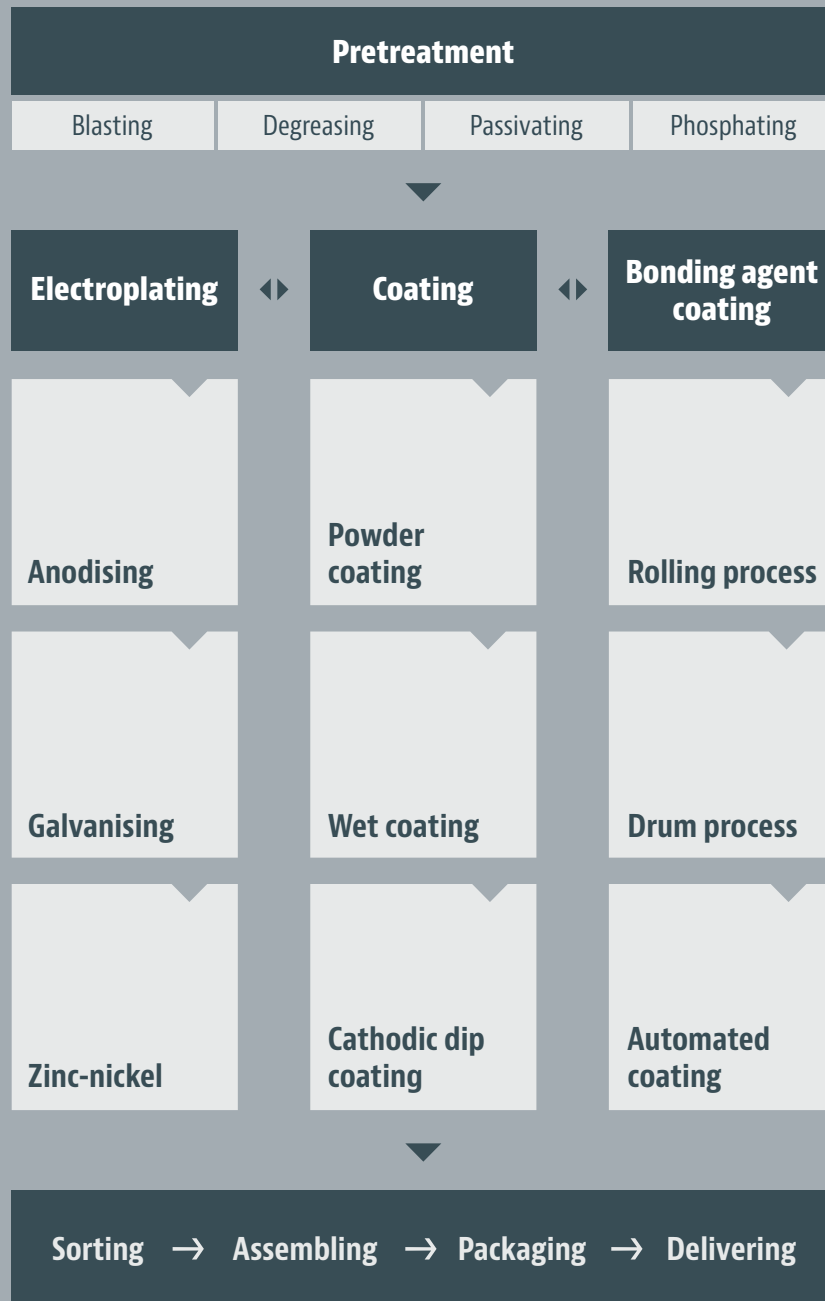 Pretreatment
Blasting
Degreasing
Passivating
Phosphating
Electroplating
Coating
Bonding agent
coating
Anodising
Powder
coating
Rolling process
Galvanising
Wet coating
Drum process
Zinc-nickel
Cathodic dip
coating
Automated
coating
Sorting → Assembling → Packaging → Delivering